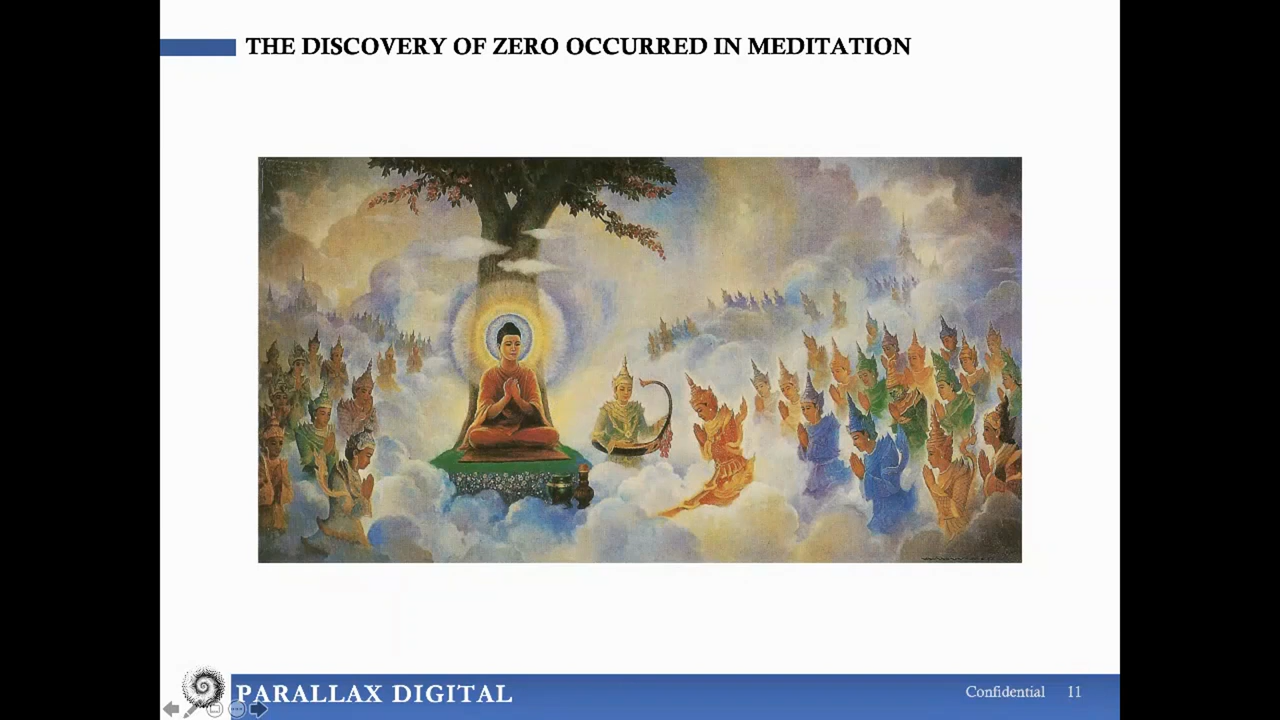 THE DISCOVERY OF ZERO OCCURRED IN MEDITATION
PARALLAX DIGITAL
Confidential 11